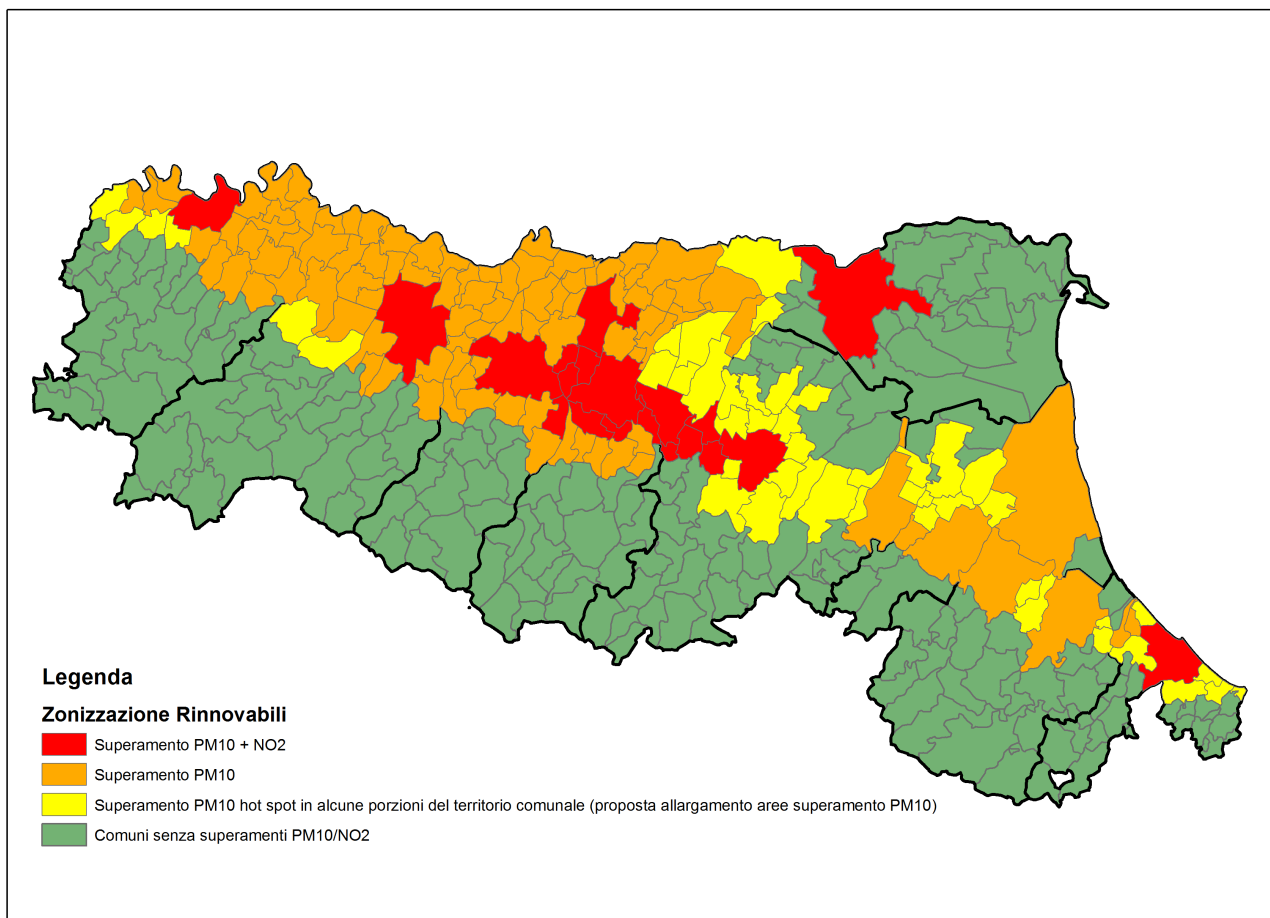 Legenda
Zonizzazione Rinnovabili
Superamento PM10 + NO2
Superamento PM10
Superamento PM10 hot spot in alcune porzioni del territorio comunale (proposta allargamento aree superamento PM10)
Comuni senza superamenti PM10/NO2